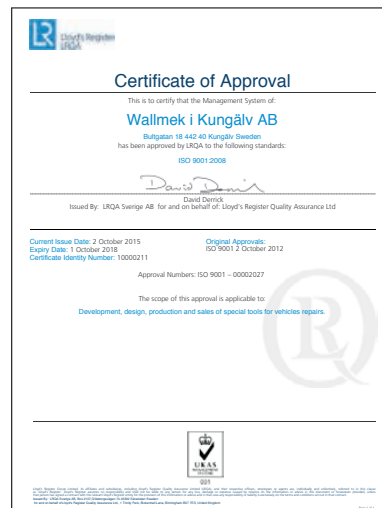 LR
Lloyd's Register
LRQA
Certificate of Approval
This is to certify that the Management System of:
Wallmek i Kungälv AB
Bultgatan 18 442 40 Kungälv Sweden
has been approved by LRQA to the following standards:
ISO 9001:2008
David Derrick
Issued By: LRQA Sverige AB for and on behalf of: Lloyd's Register Quality Assurance Ltd
Current Issue Date: 2 October 2015
Expiry Date: 1 October 2018
Certificate Identity Number: 10000211
Original Approvals:
ISO 9001 2 October 2012
Approval Numbers: ISO 9001 – 00002027
The scope of this approval is applicable to:
Development, design, production and sales of special tools for vehicles repairs.
UKAS
MANAGEMENT
SYSTEMS
001